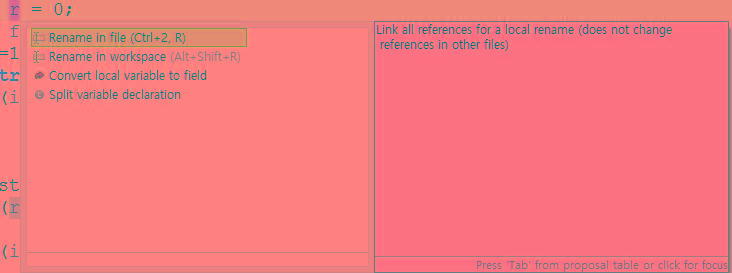 r = 0;
f
Rename in file (Ctrl+2, R)
=1
Rename in workspace (Alt+Shift+R)
tr
Convert local variable to field
(i
Split variable declaration
Link all references for a local rename (does not change
references in other files)
st
(r
(i
Press 'Tab' from proposal table or click for focus